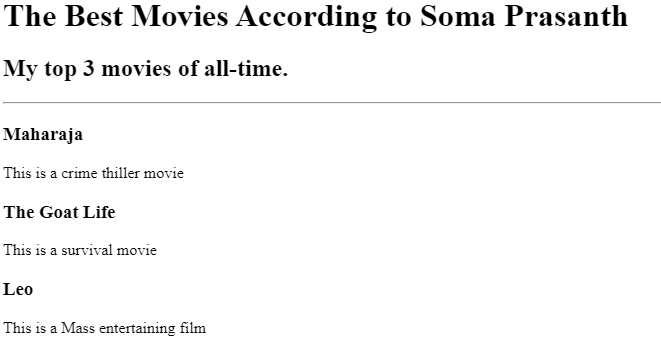 The Best Movies According to Soma Prasanth
My top 3 movies of all-time.
Maharaja
This is a crime thiller movie
The Goat Life
This is a survival movie
Leo
This is a Mass entertaining film